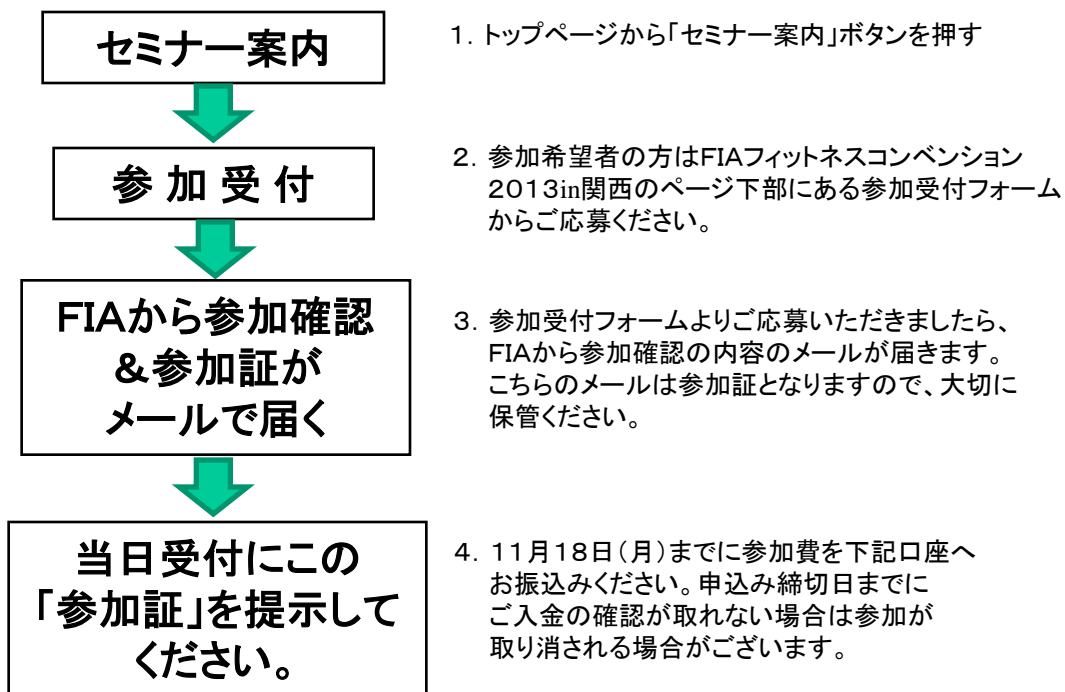 セミナー案内
1. トップページから「セミナー案内」ボタンを押す
参 加 受 付
2. 参加希望者の方はFIAフィットネスコンベンション
2013in関西のページ下部にある参加受付フォーム
からご応募ください。
FIAから参加確認
&参加証が
メールで届く
3. 参加受付フォームよりご応募いただきましたら、
FIAから参加確認の内容のメールが届きます。
こちらのメールは参加証となりますので、大切に
保管ください。
当日受付にこの
「参加証」を提示して
ください。
4. 11月18日(月)までに参加費を下記口座へ
お振込みください。申込み締切日までに
ご入金の確認が取れない場合は参加が
取り消される場合がございます。